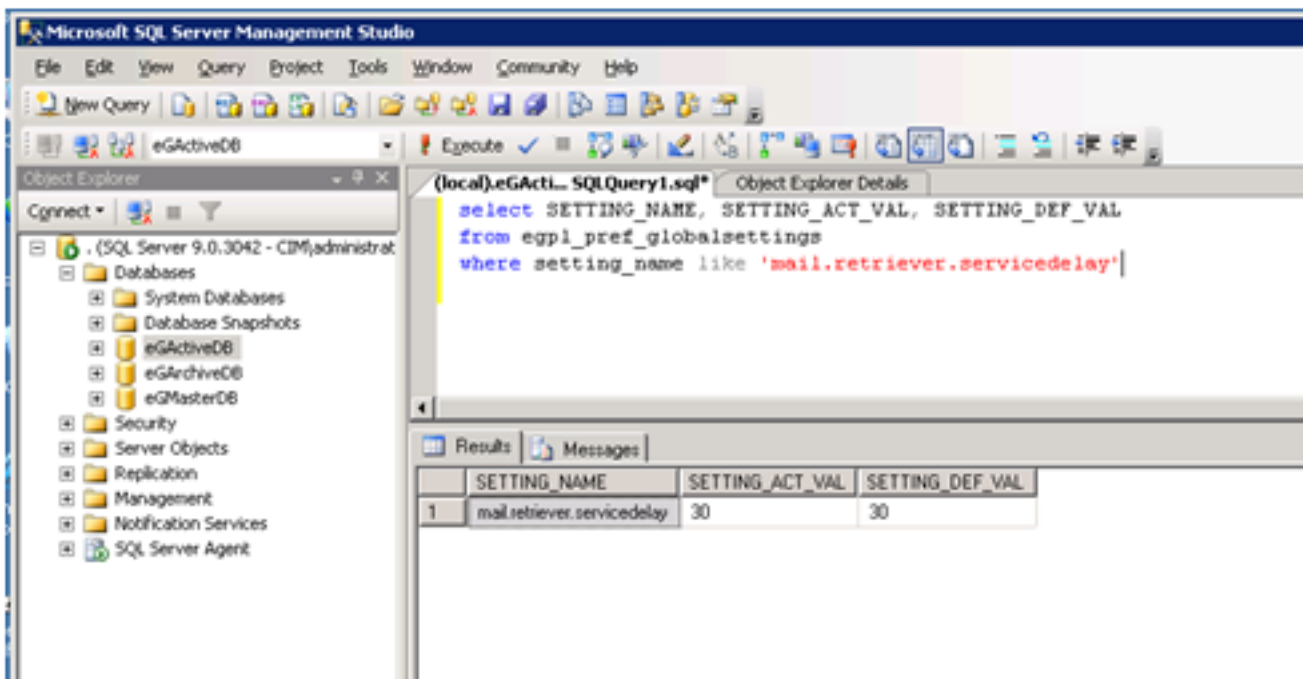 Microsoft SQL Server Management Studio
File Edit View Query Project Tools Window Community Help
New Query
eGActiveDB Execute
Object Explorer
(local).eGActi... SQLQuery1.sql* Object Explorer Details
Connect
select SETTING_NAME, SETTING_ACT_VAL, SETTING_DEF_VAL
from egpl_pref_globalsettings
where setting_name like 'mail.retriever.servicedelay'
. (SQL Server 9.0.3042 - CIM\administrat
Databases
System Databases
Database Snapshots
eGActiveDB
eGArchiveDB
eGMasterDB
Security
Server Objects
Replication
Management
Notification Services
SQL Server Agent
Results Messages
SETTING_NAME SETTING_ACT_VAL SETTING_DEF_VAL
1 mail.retriever.servicedelay 30 30